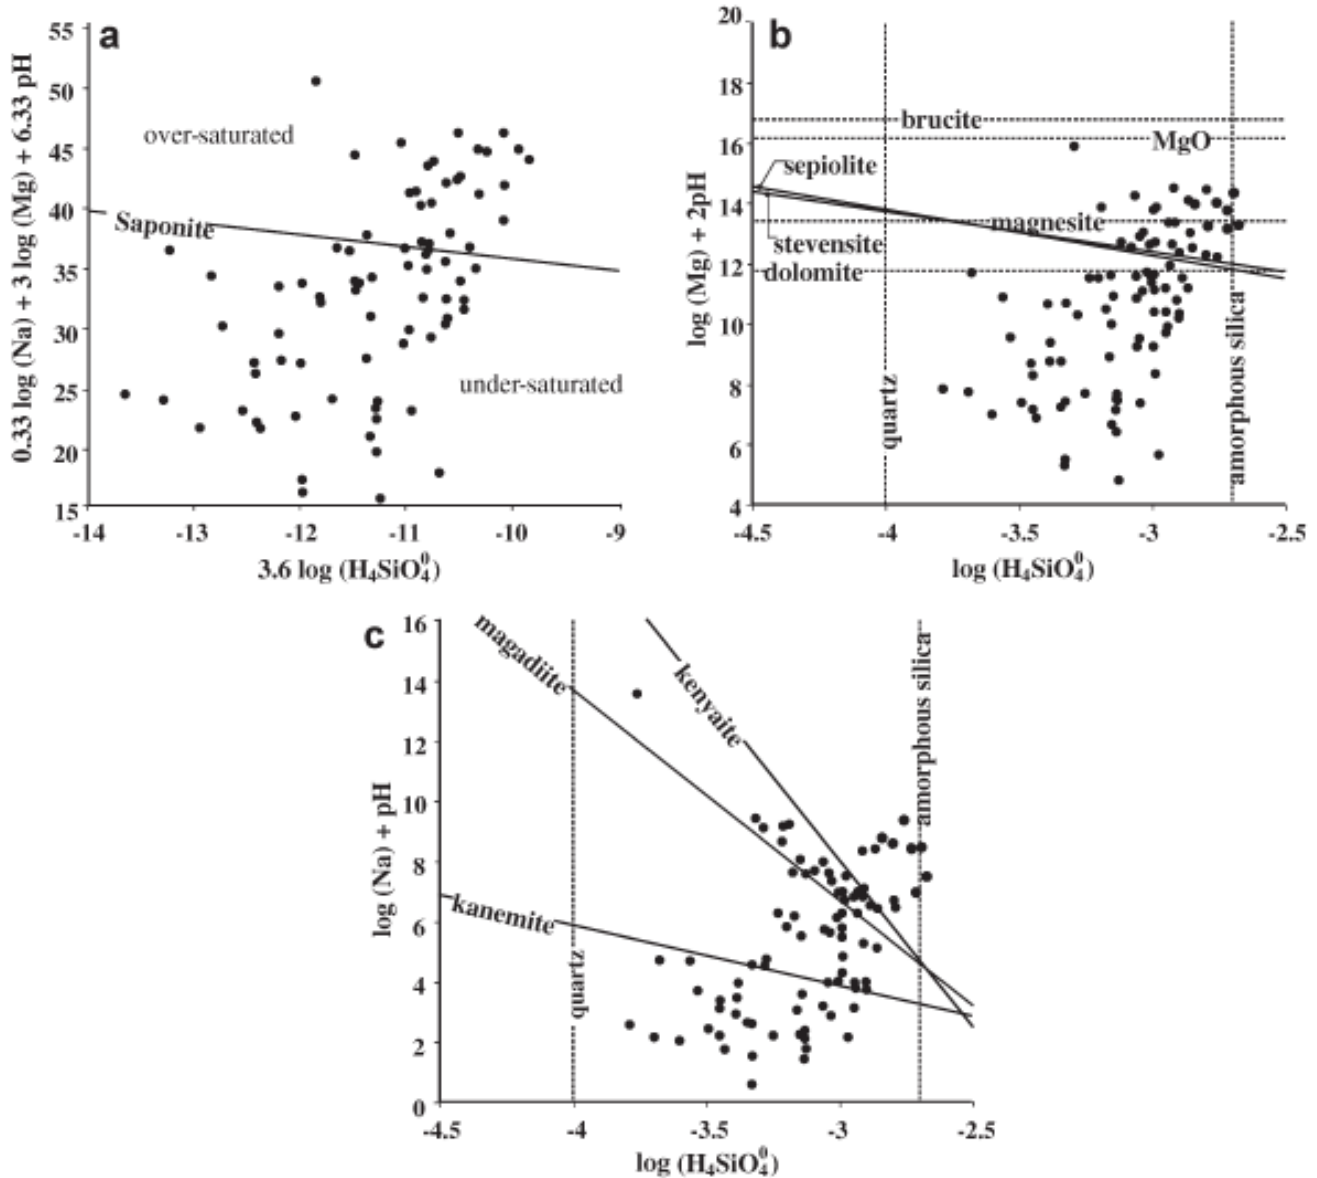 a
55
50
45
40
35
30
25
20
15
0.33 log (Na) + 3 log (Mg) + 6.33 pH
over-saturated
Saponite
under-saturated
-14 -13 -12 -11 -10 -9
3.6 log (H₄SiO₄⁰)
b
20
18
16
14
12
10
8
6
4
log (Mg) + 2pH
brucite
MgO
sepiolite
magnesite
stevensite
dolomite
quartz
amorphous silica
-4.5 -4 -3.5 -3 -2.5
log (H₄SiO₄⁰)
c
16
14
12
10
8
6
4
2
0
log (Na) + pH
magadiite
kenyaite
kanemite
quartz
amorphous silica
-4.5 -4 -3.5 -3 -2.5
log (H₄SiO₄⁰)